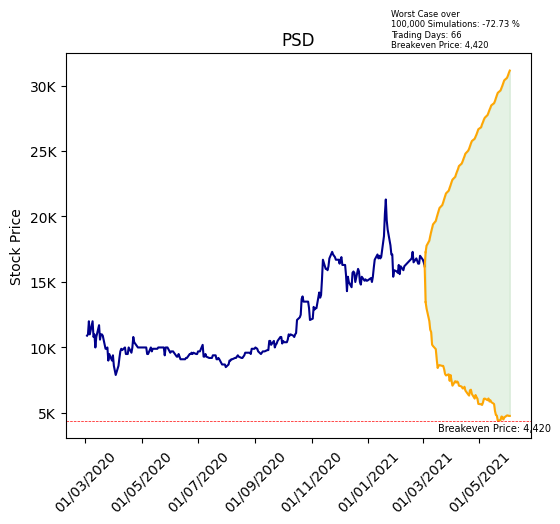 Worst Case over
100,000 Simulations: -72.73 %
Trading Days: 66
Breakeven Price: 4,420
PSD
Stock Price
30K
25K
20K
15K
10K
5K
Breakeven Price: 4,420
01/03/2020
01/05/2020
01/07/2020
01/09/2020
01/11/2020
01/01/2021
01/03/2021
01/05/2021